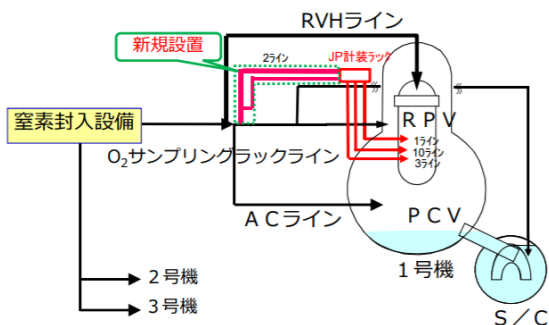 RVHライン
新規設置
2ライン
JP計装ラック
窒素封入設備
RPV
1ライン
10ライン
3ライン
O₂サンプリングラックライン
ACライン
PCV
1号機
2号機
3号機
S/C